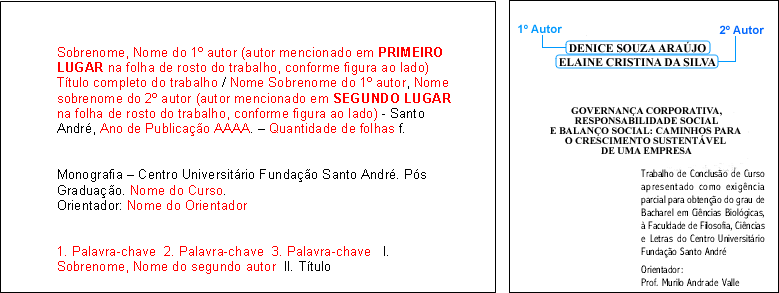 Sobrenome, Nome do 1º autor (autor mencionado em PRIMEIRO
LUGAR na folha de rosto do trabalho, conforme figura ao lado)
Título completo do trabalho / Nome Sobrenome do 1º autor, Nome
sobrenome do 2º autor (autor mencionado em SEGUNDO LUGAR
na folha de rosto do trabalho, conforme figura ao lado) - Santo
André, Ano de Publicação AAAA. – Quantidade de folhas f.
Monografia – Centro Universitário Fundação Santo André. Pós
Graduação. Nome do Curso.
Orientador: Nome do Orientador
1. Palavra-chave 2. Palavra-chave 3. Palavra-chave I.
Sobrenome, Nome do segundo autor II. Título
1º Autor
2º Autor
DENICE SOUZA ARAÚJO
ELAINE CRISTINA DA SILVA
GOVERNANÇA CORPORATIVA,
RESPONSABILIDADE SOCIAL
E BALANÇO SOCIAL: CAMINHOS PARA
O CRESCIMENTO SUSTENTÁVEL
DE UMA EMPRESA
Trabalho de Conclusão de Curso
apresentado como exigência
parcial para obtenção do grau de
Bacharel em Ciências Biológicas,
à Faculdade de Filosofia, Ciências
e Letras do Centro Universitário
Fundação Santo André
Orientador:
Prof. Murilo Andrade Valle